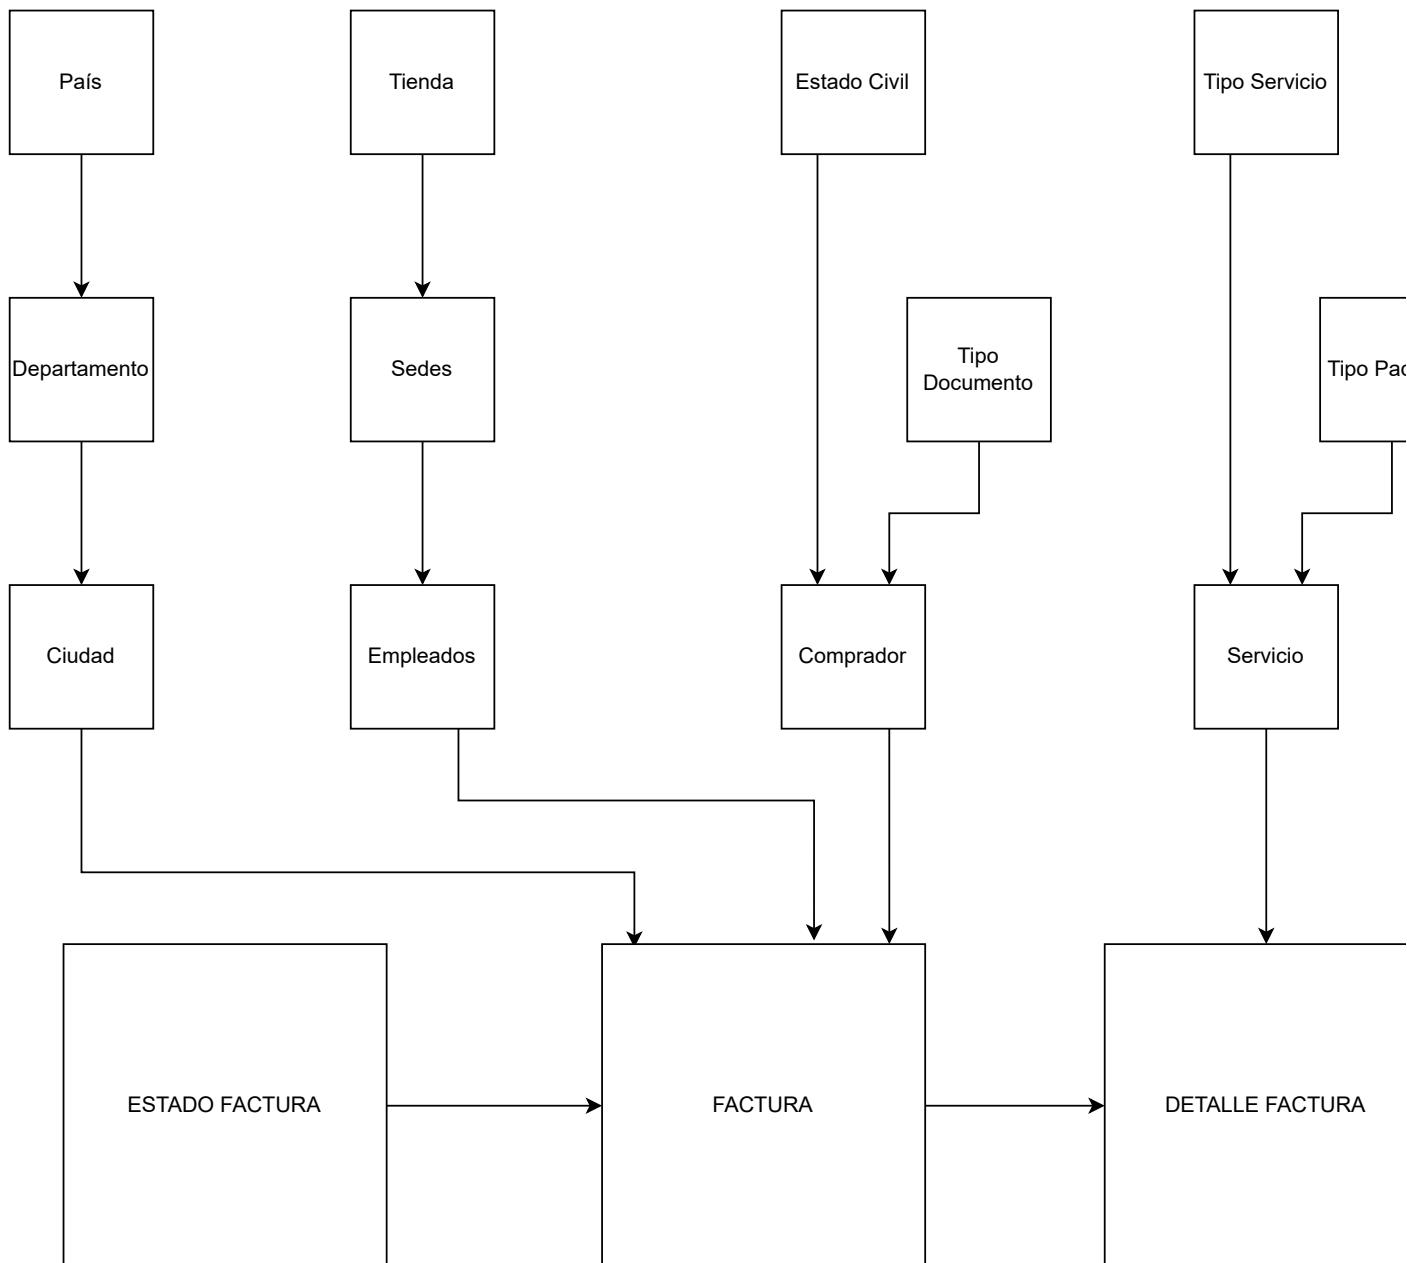 País
Tienda
Estado Civil
Tipo Servicio
Departamento
Sedes
Tipo
Documento
Tipo
Ciudad
Empleados
Comprador
Servicio
ESTADO FACTURA
FACTURA
DETALLE FACTURA